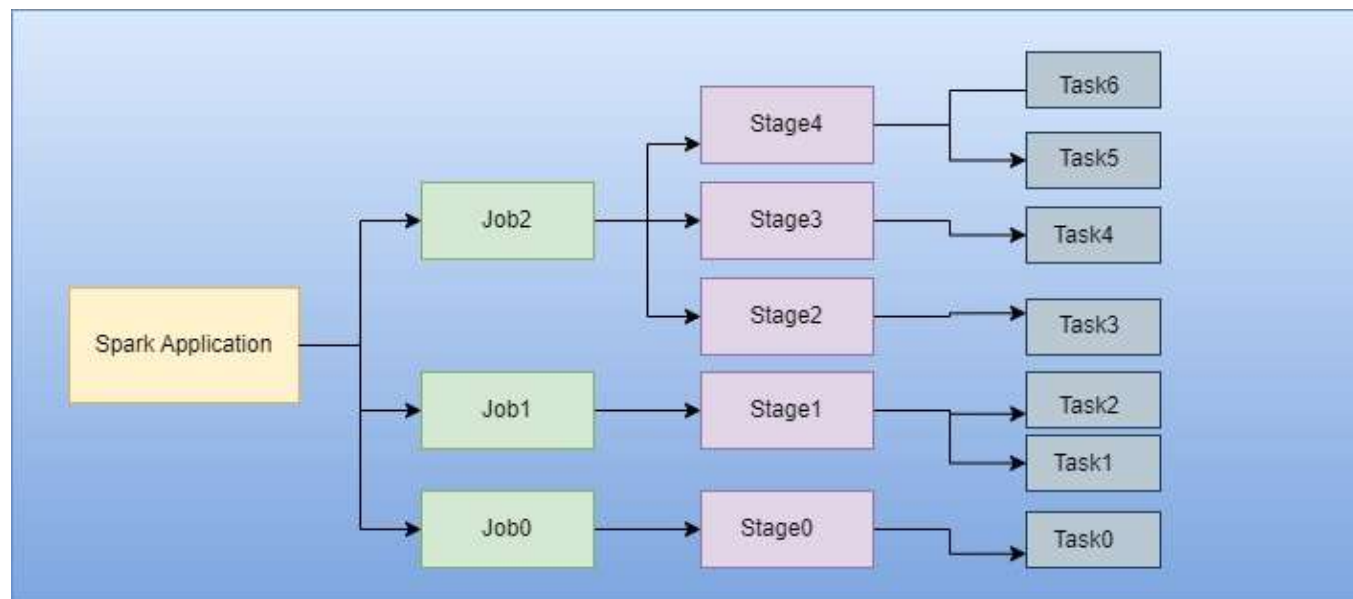 Task6
Stage4
Task5
Job2
Stage3
Task4
Stage2
Task3
Spark Application
Job1
Stage1
Task2
Task1
Job0
Stage0
Task0